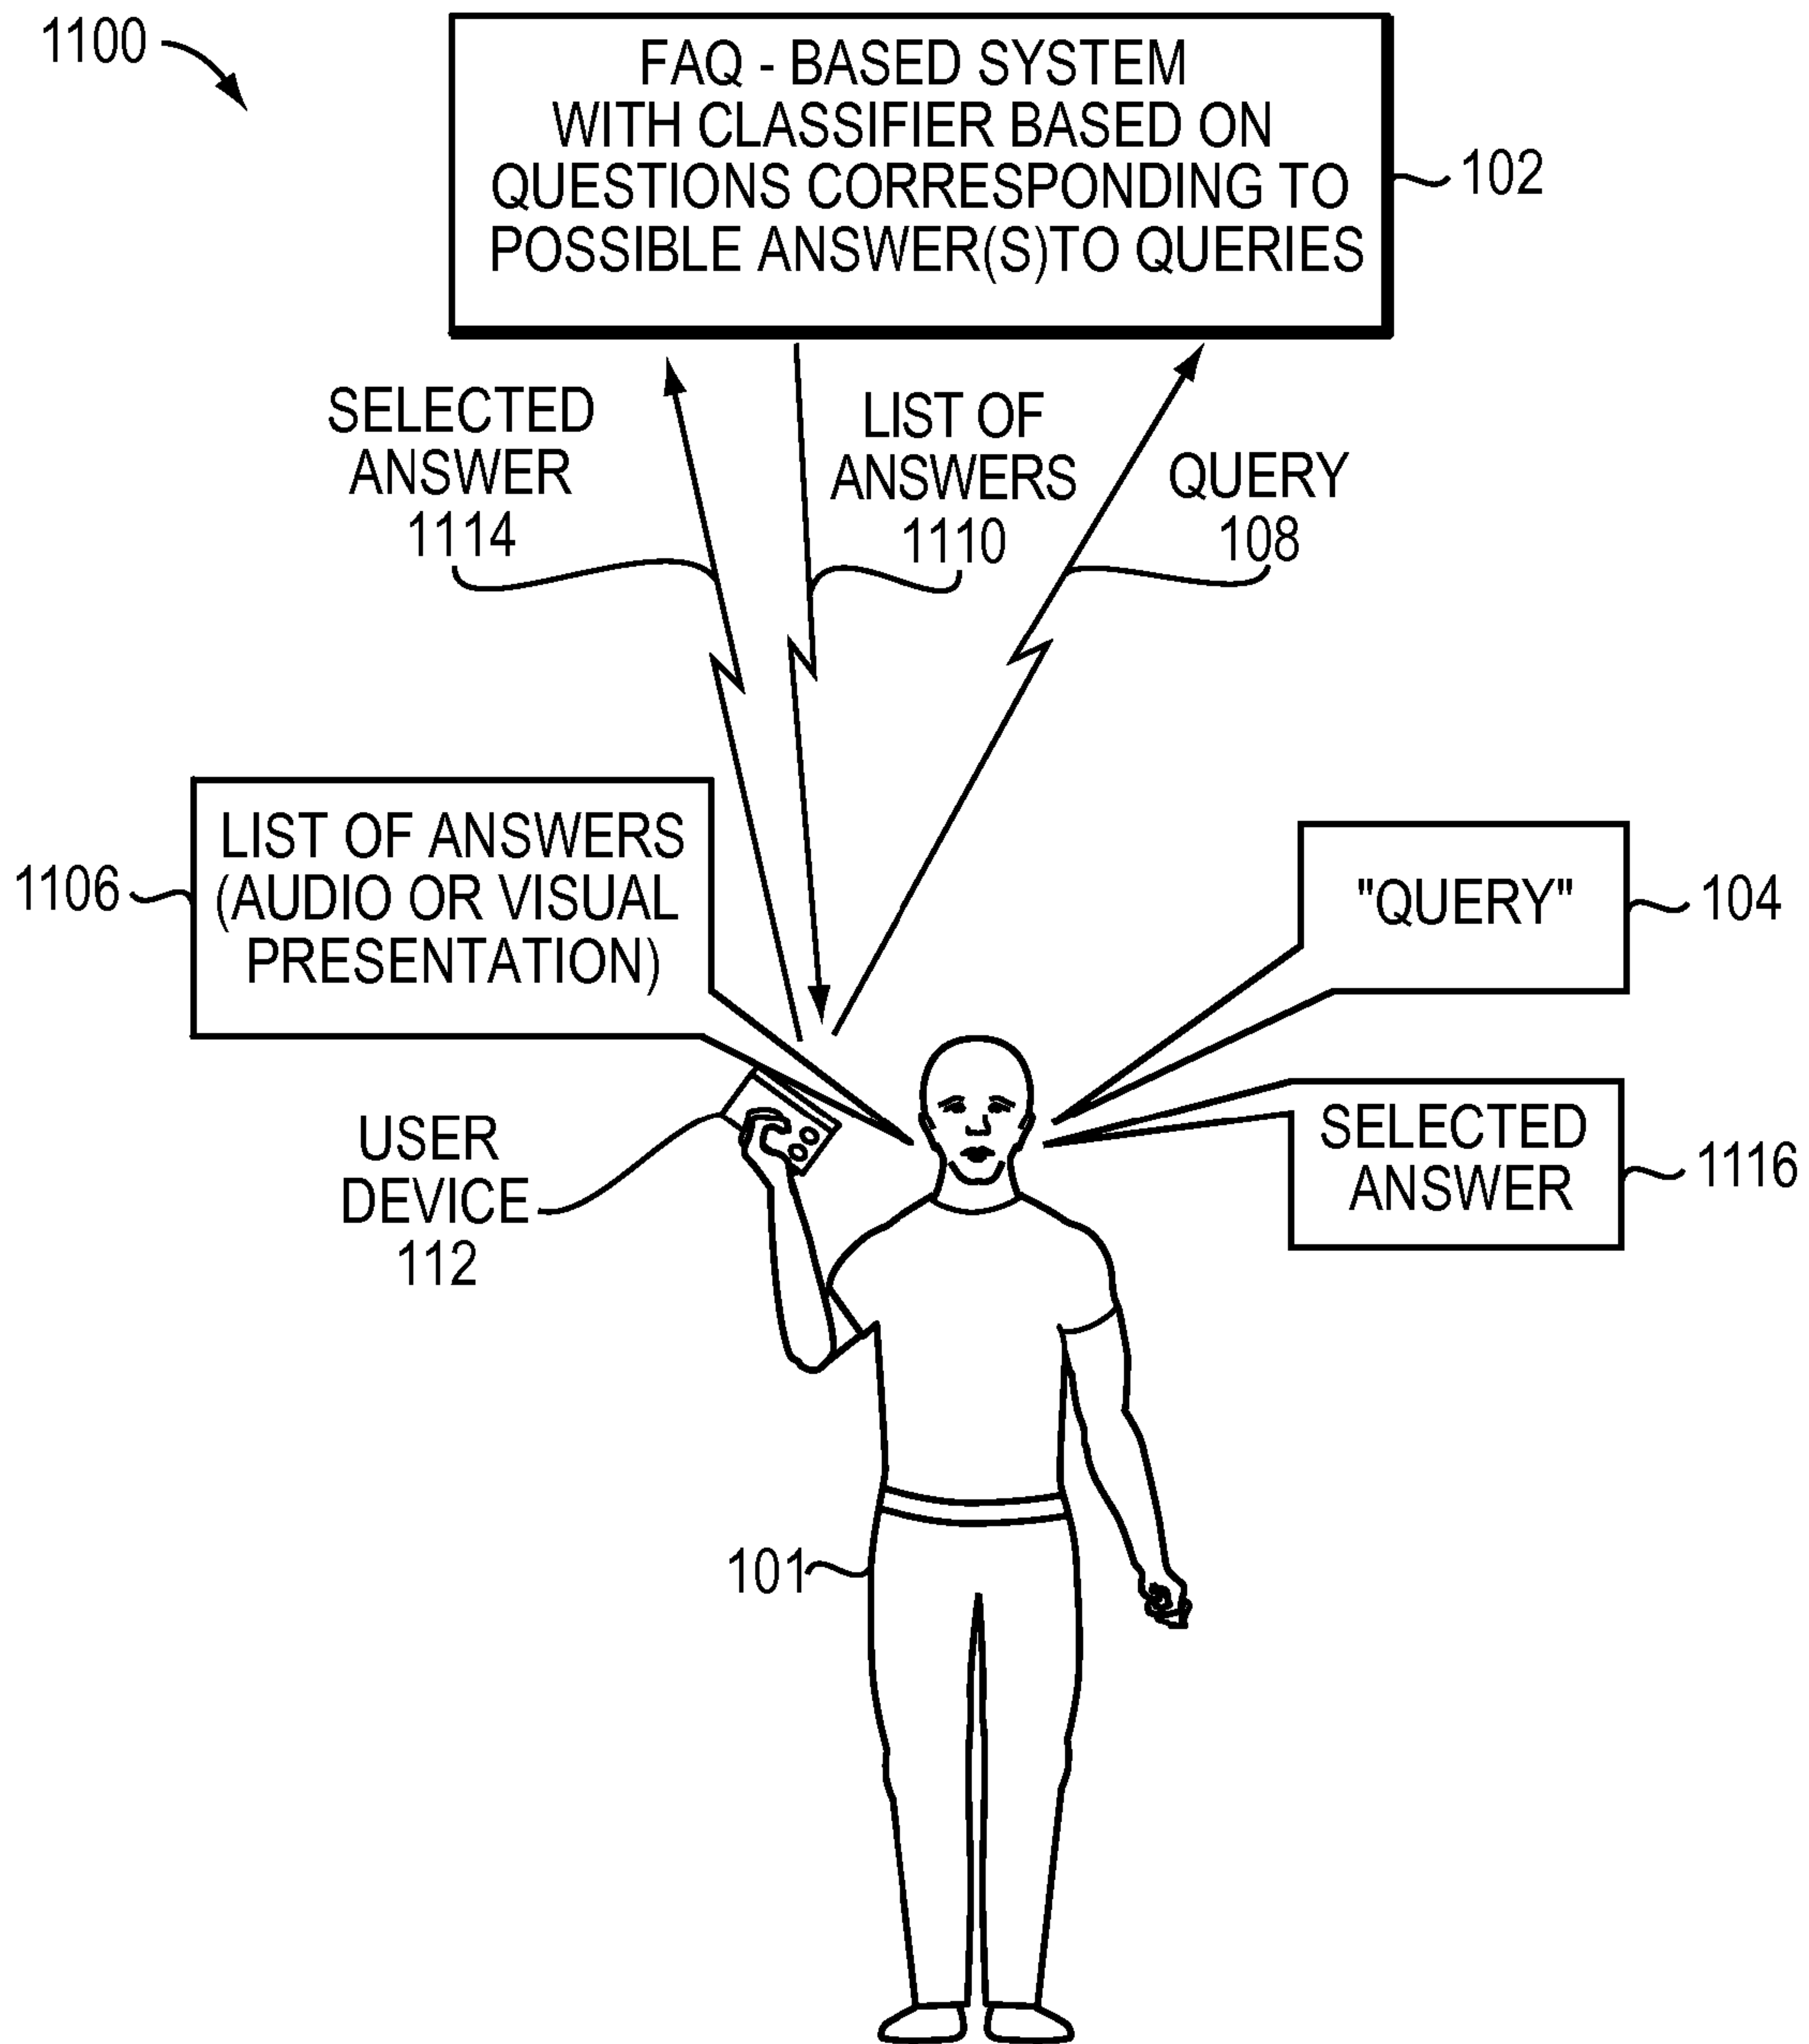 1100
FAQ - BASED SYSTEM
WITH CLASSIFIER BASED ON
QUESTIONS CORRESPONDING TO
POSSIBLE ANSWER(S)TO QUERIES
102
SELECTED
ANSWER
1114
LIST OF
ANSWERS
1110
QUERY
108
LIST OF ANSWERS
(AUDIO OR VISUAL
PRESENTATION)
1106
"QUERY"
104
USER
DEVICE
112
SELECTED
ANSWER
1116
101